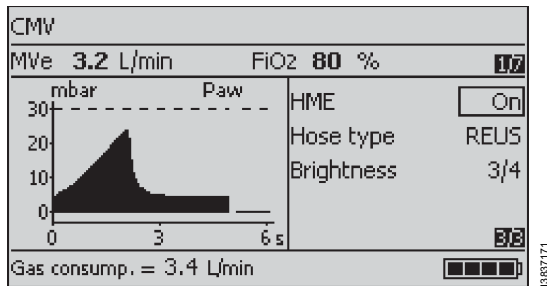 CMV
MVe 3.2 L/min FiO2 80 % 1/7
mbar Paw
30
20
10
0
0 3 6 s
HME On
Hose type REUS
Brightness 3/4
3/3
Gas consump. = 3.4 L/min